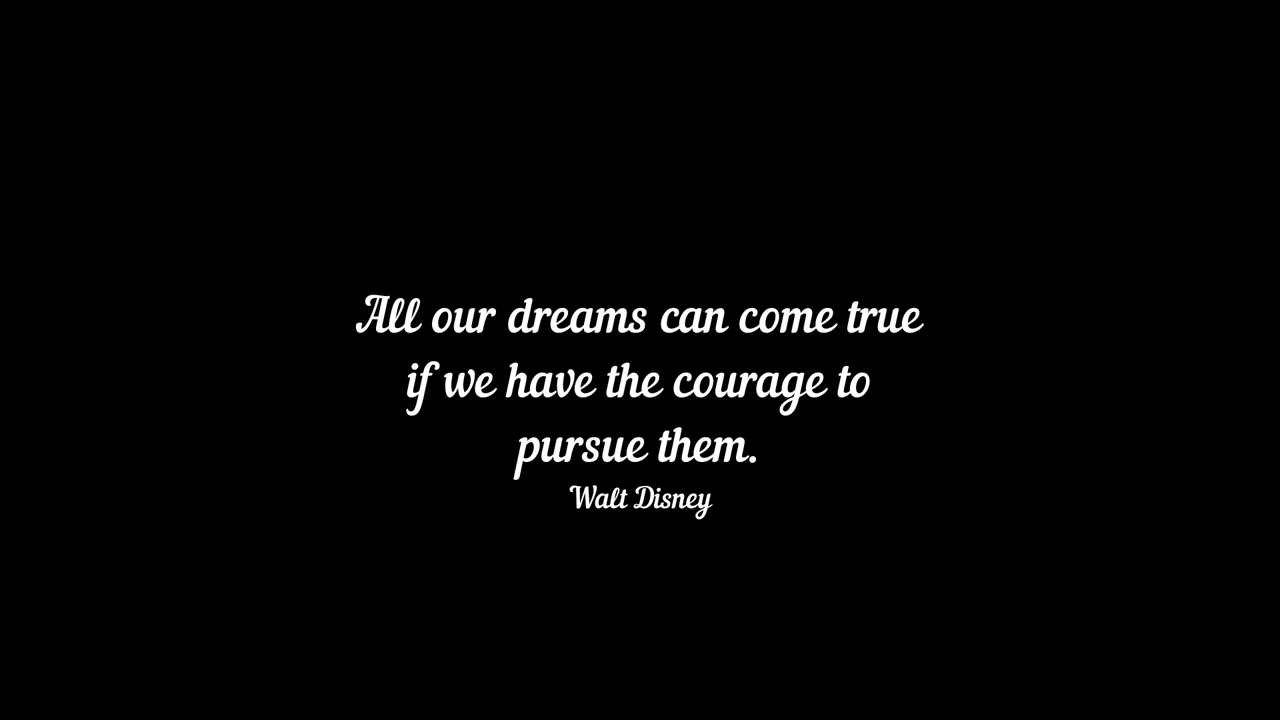 All our dreams can come true
if we have the courage to
pursue them.
Walt Disney